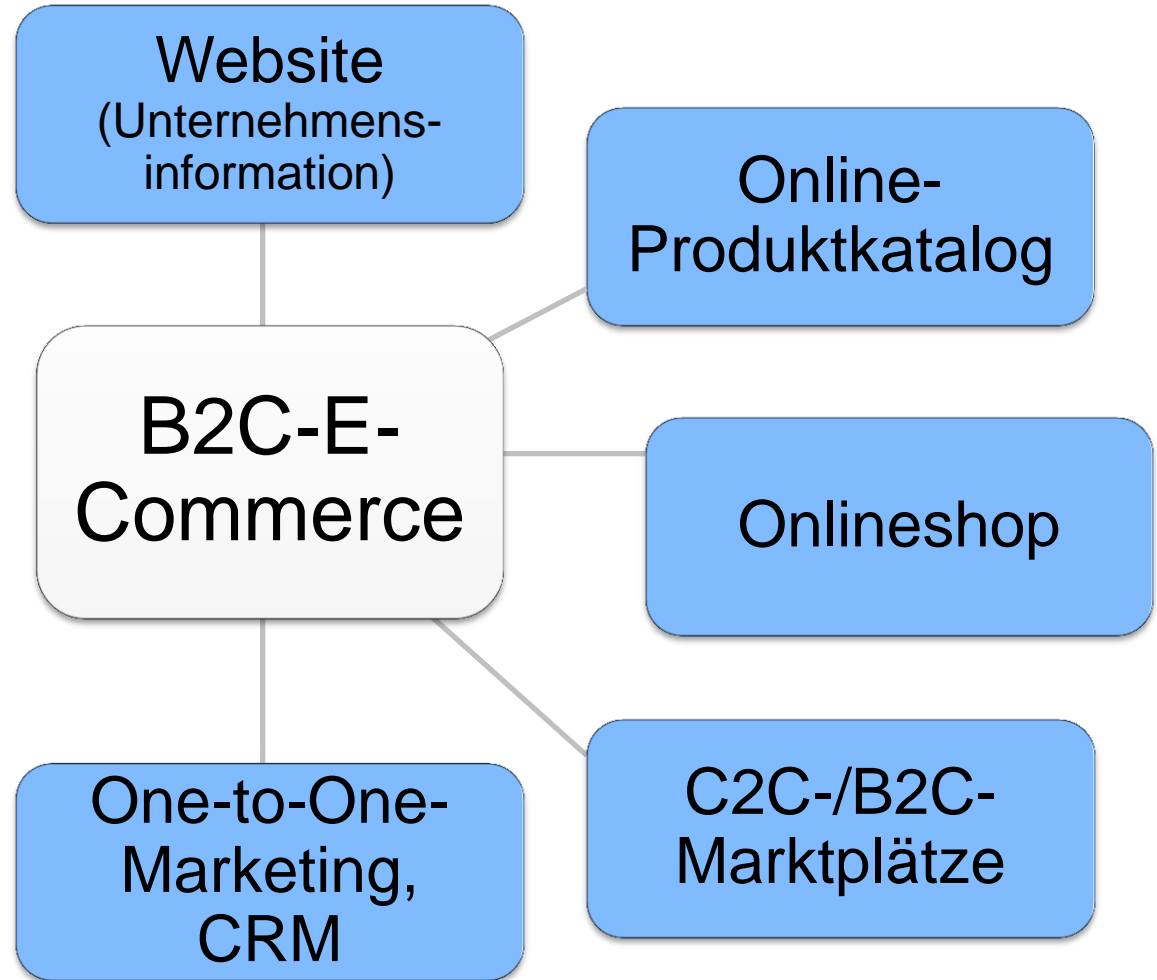 Website
(Unternehmens-
information)
Online-
Produktkatalog
B2C-E-
Commerce
Onlineshop
C2C-/B2C-
Marktplätze
One-to-One-
Marketing,
CRM